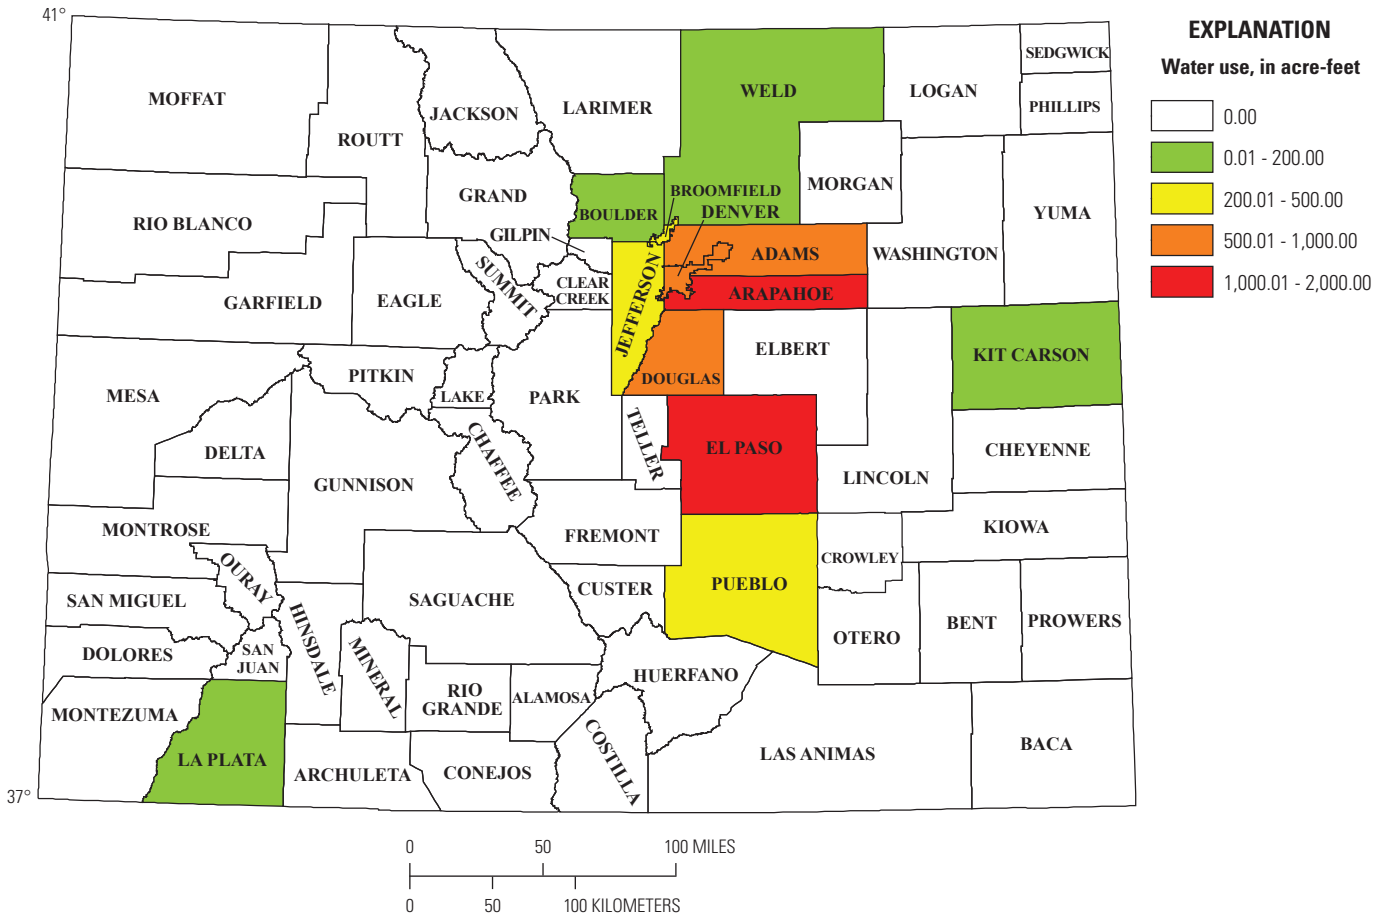 41°
EXPLANATION
Water use, in acre-feet
0.00
0.01 - 200.00
200.01 - 500.00
500.01 - 1,000.00
1,000.01 - 2,000.00
MOFFAT
ROUTT
JACKSON
LARIMER
WELD
LOGAN
SEDGWICK
PHILLIPS
RIO BLANCO
GRAND
BOULDER
BROOMFIELD
DENVER
MORGAN
YUMA
GILPIN
GARFIELD
EAGLE
SUMMIT
CLEAR
CREEK
JEFFERSON
ADAMS
ARAPAHOE
WASHINGTON
MESA
PITKIN
LAKE
PARK
DOUGLAS
ELBERT
KIT CARSON
DELTA
GUNNISON
CHAFFEE
TELLER
EL PASO
LINCOLN
CHEYENNE
MONTROSE
FREMONT
CROWLEY
KIOWA
OURAY
SAN MIGUEL
HINSDALE
SAGUACHE
CUSTER
PUEBLO
OTERO
BENT
PROWERS
DOLORES
SAN
JUAN
MINERAL
RIO
GRANDE
ALAMOSA
HUERFANO
MONTEZUMA
LA PLATA
ARCHULETA
CONEJOS
COSTILLA
LAS ANIMAS
BACA
37°
0 50 100 MILES
0 50 100 KILOMETERS